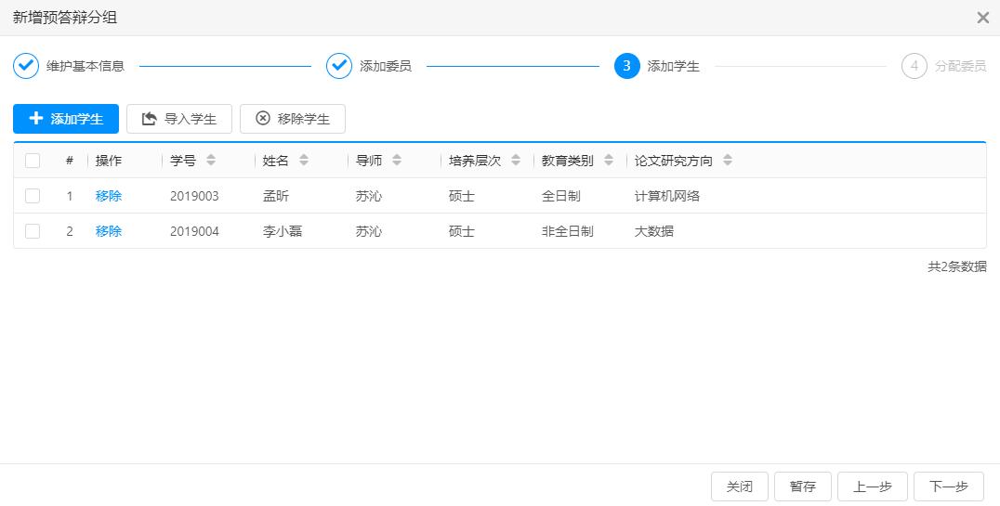 新增预答辩分组
维护基本信息 添加委员 3 添加学生 4 分配委员
添加学生 导入学生 移除学生
# 操作 学号 姓名 导师 培养层次 教育类别 论文研究方向
1 移除 2019003 孟昕 苏沁 硕士 全日制 计算机网络
2 移除 2019004 李小磊 苏沁 硕士 非全日制 大数据
共2条数据
关闭 暂存 上一步 下一步